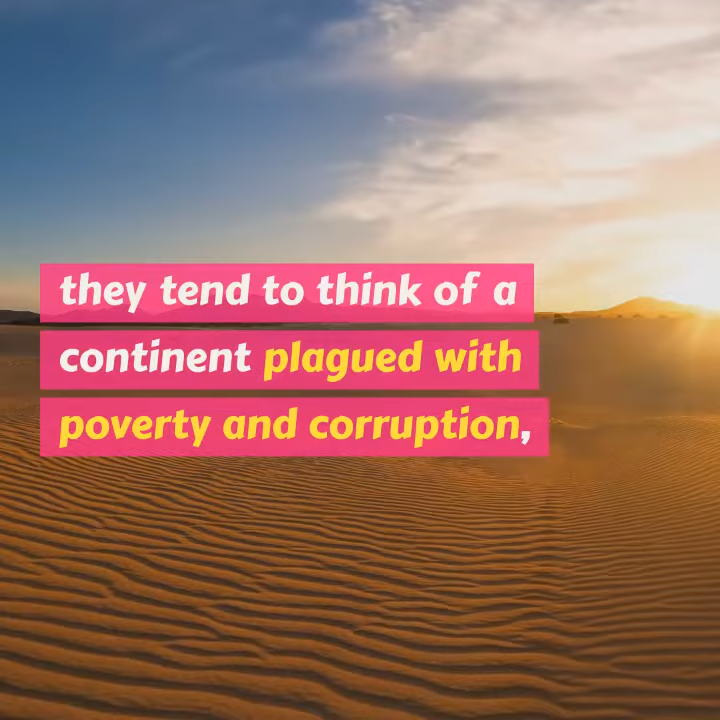 they tend to think of a
continent plagued with
poverty and corruption,